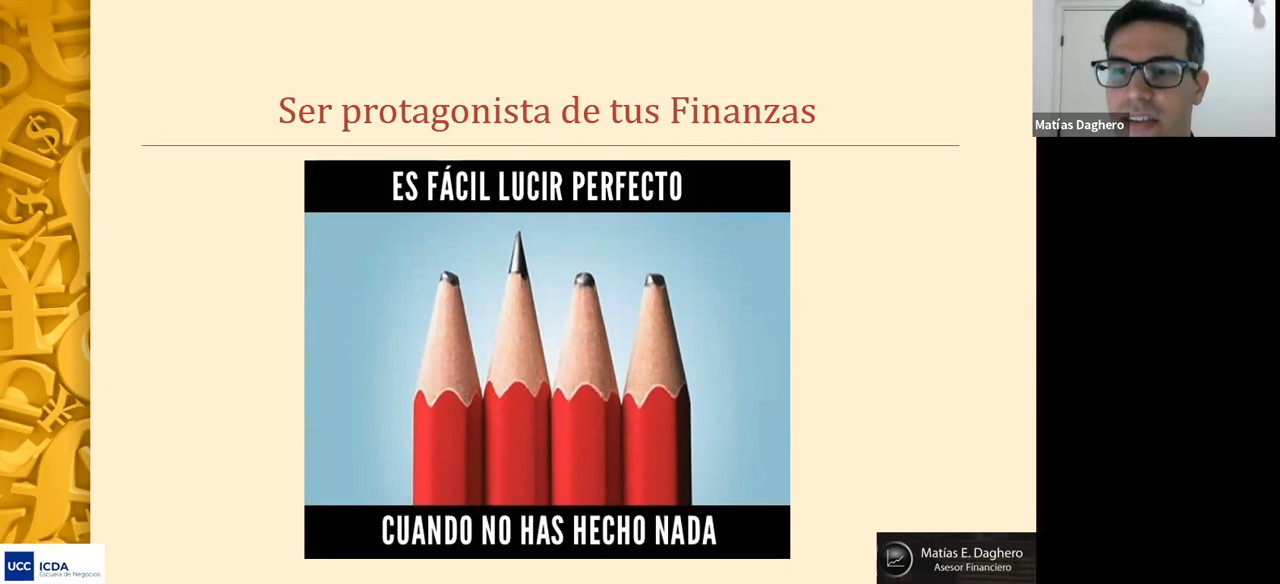 Ser protagonista de tus Finanzas
ES FÁCIL LUCIR PERFECTO
CUANDO NO HAS HECHO NADA
Matías Daghero
UCC
ICDA
Escuela de Negocios
Matías E. Daghero
Asesor Financiero